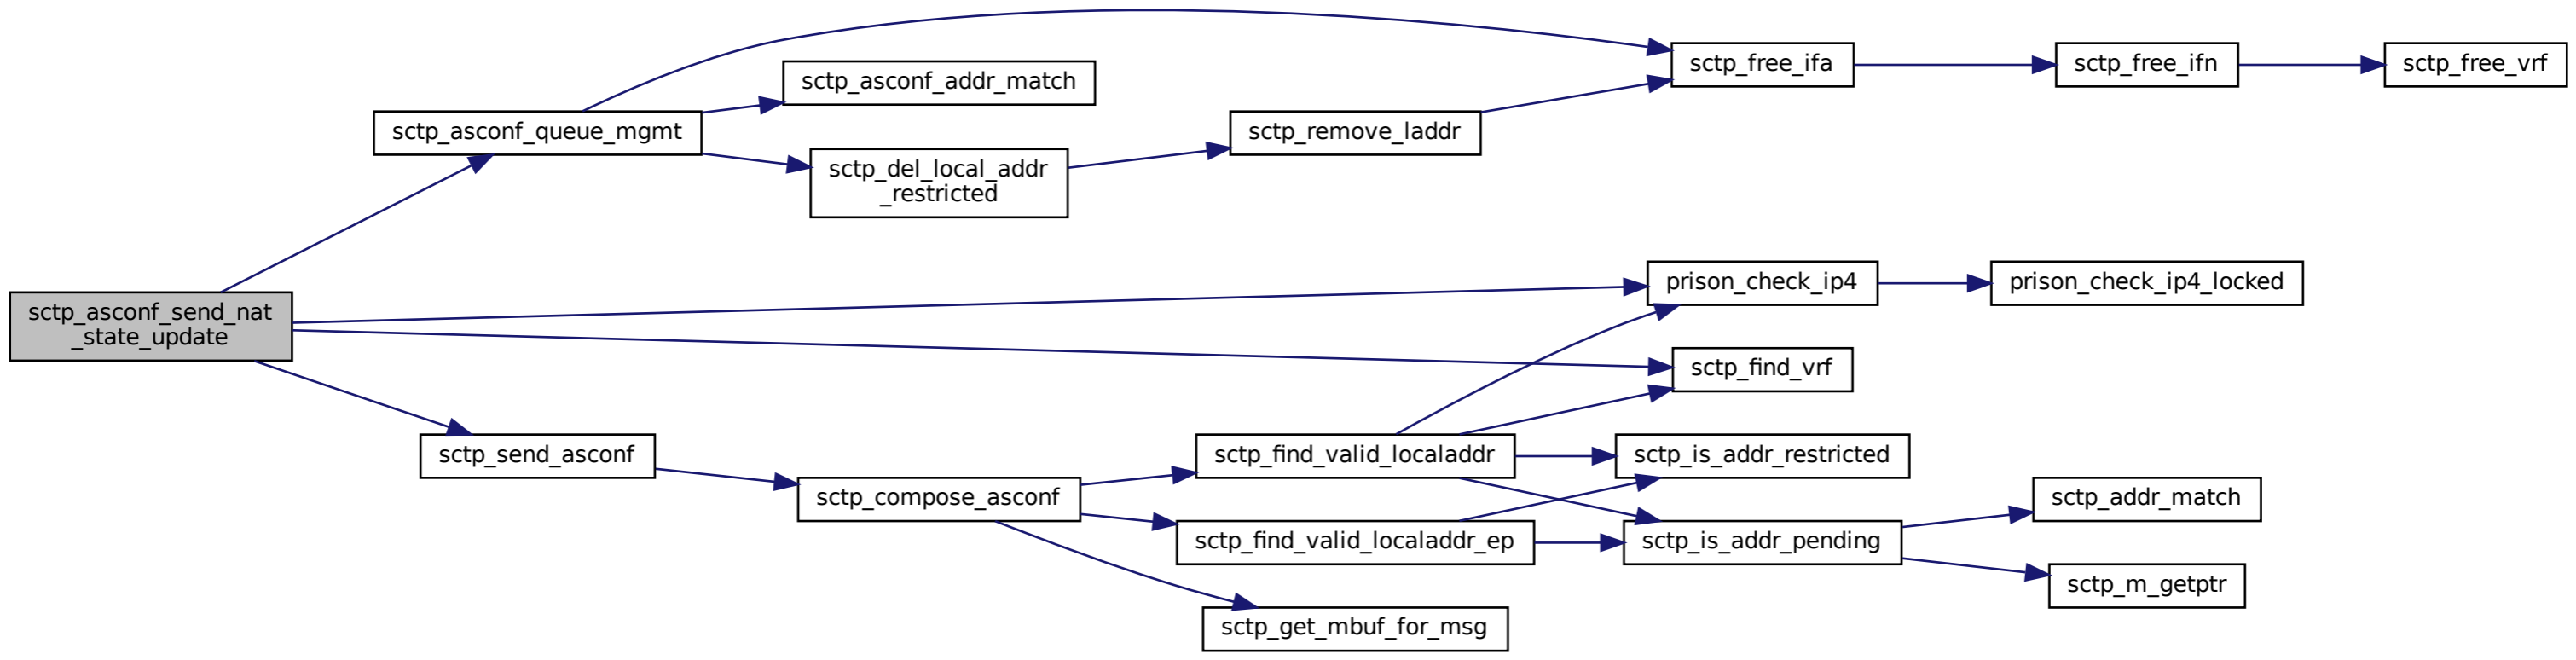 sctp_asconf_send_nat
_state_update
sctp_asconf_queue_mgmt
sctp_asconf_addr_match
sctp_del_local_addr
_restricted
sctp_remove_laddr
sctp_free_ifa
sctp_free_ifn
sctp_free_vrf
prison_check_ip4
prison_check_ip4_locked
sctp_find_vrf
sctp_send_asconf
sctp_compose_asconf
sctp_find_valid_localaddr
sctp_is_addr_restricted
sctp_find_valid_localaddr_ep
sctp_is_addr_pending
sctp_addr_match
sctp_m_getptr
sctp_get_mbuf_for_msg